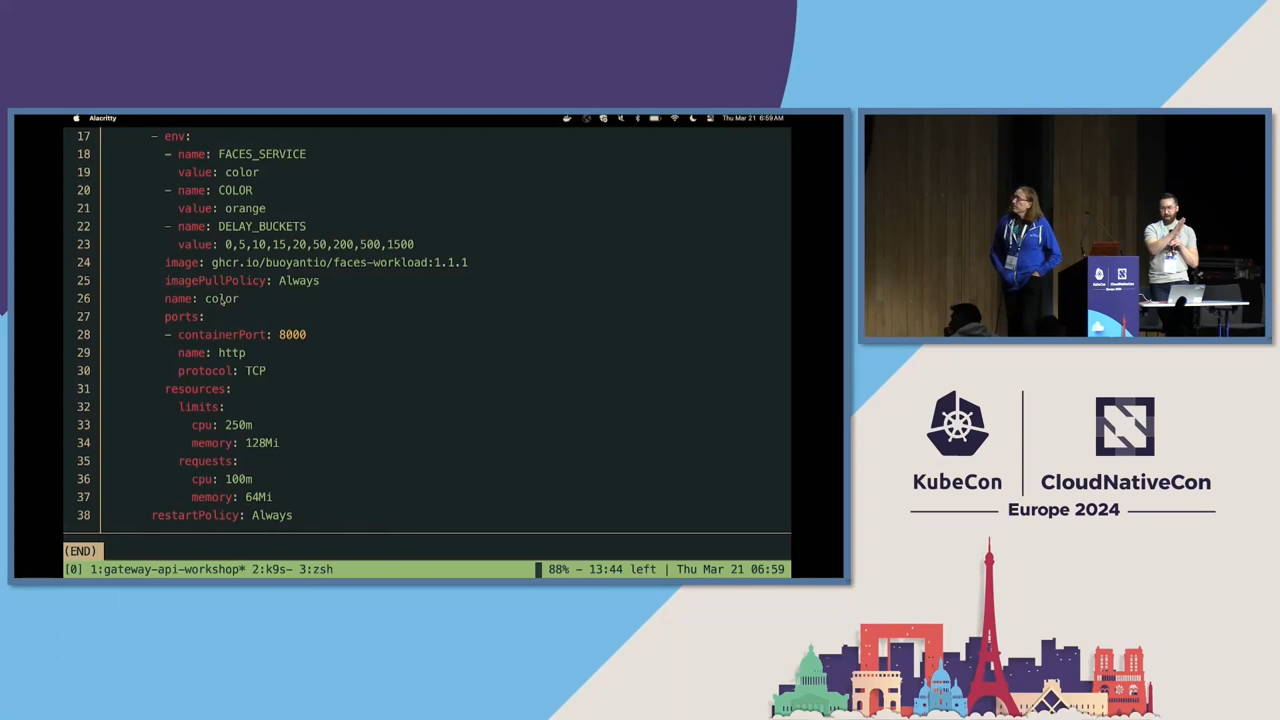 Alacritty
Thu Mar 21 6:59 AM
17 - env:
18 - name: FACES_SERVICE
19 value: color
20 - name: COLOR
21 value: orange
22 - name: DELAY_BUCKETS
23 value: 0,5,10,15,20,50,200,500,1500
24 image: ghcr.io/buoyantio/faces-workload:1.1.1
25 imagePullPolicy: Always
26 name: color
27 ports:
28 - containerPort: 8000
29 name: http
30 protocol: TCP
31 resources:
32 limits:
33 cpu: 250m
34 memory: 128Mi
35 requests:
36 cpu: 100m
37 memory: 64Mi
38 restartPolicy: Always
(END)
[0] 1:gateway-api-workshop* 2:k9s- 3:zsh
88% - 13:44 left | Thu Mar 21 06:59
KubeCon
CloudNativeCon
Europe 2024